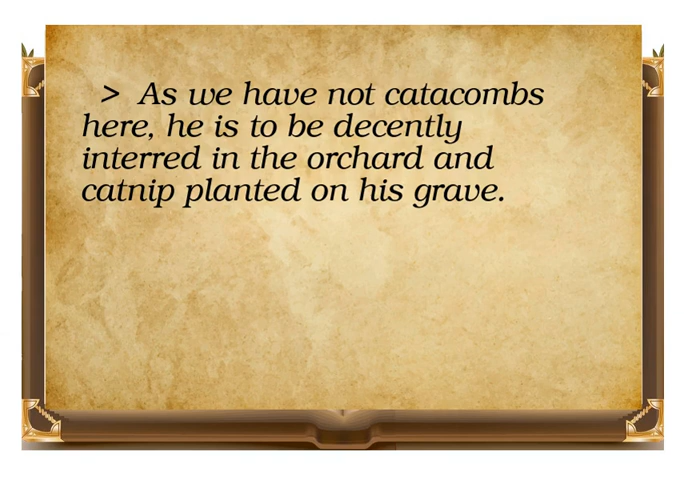 > As we have not catacombs
here, he is to be decently
interred in the orchard and
catnip planted on his grave.